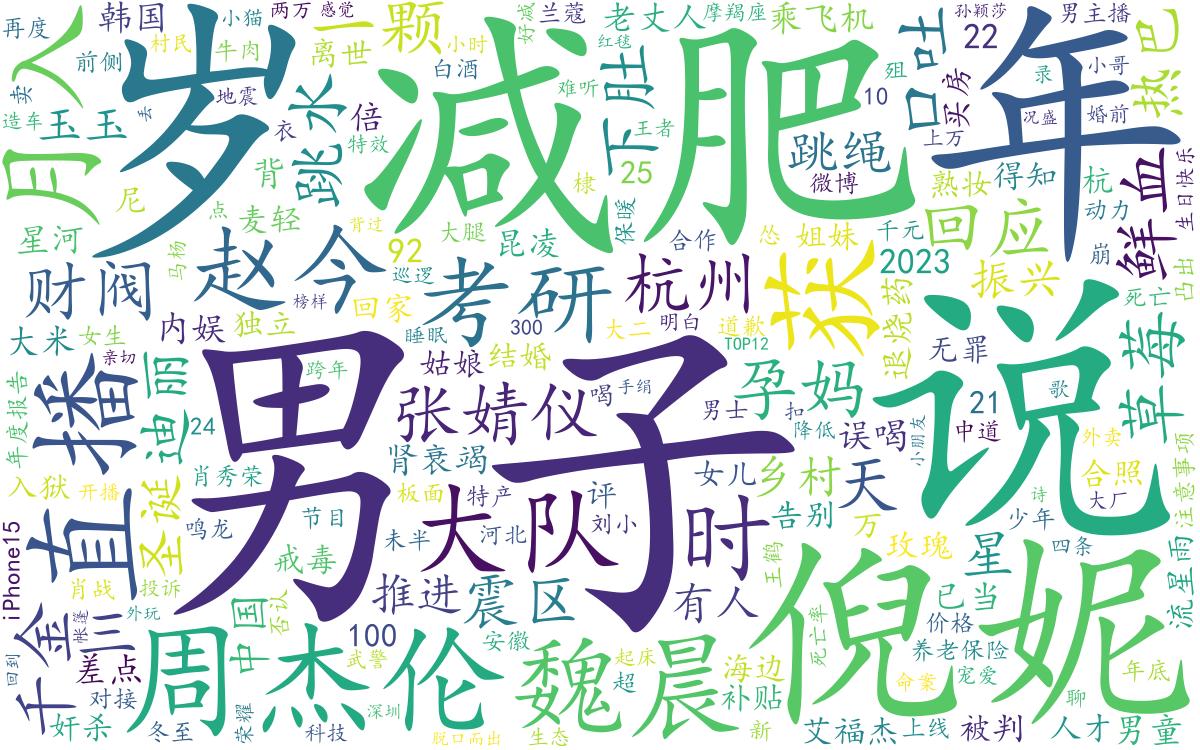 再度
韩国
小猫
两万
感觉
一颗
好减
兰蔻
老丈人
摩羯座
乘飞机
孙颖莎
男主播
巴
月入
前侧
村民
牛肉
离世
小时
白酒
红毯
难听
下肚
口吐
22
热
录
小哥
岁
减肥
年
卖
造车
玉玉
丢
地震
衣
跳水
倍
特效
王者
殂
10
上万
买房
况盛
婚前
尼
背
25
棣
跳绳
微博
熟妆
得知
杭
动力
鲜血
生日快乐
星河
点
麦轻
背过
大腿
昆凌
保暖
合作
怂
姐妹
千元
回应
崩
马杨
92
财阀
赵今
榜样
巡逻
回家
考研
杭州
获
2023
振兴
死亡
占出
大米
女生
内娱
独立
睡眠
300
大二
明白
道歉
TOP12
退烧药
无罪
草莓
亲切
跨年
姑娘
结婚
年度报告
直播
迪丽
24
男子
张婧仪
喝
手绢
孕妈
男士
扣
降低
误喝
小朋友
说
21
中道
歌
外卖
注意事项
肖秀荣
肾衰竭
入狱
开播
板面
特产
评
女儿
乡村
天
合照
大厂
诗
少年
圣诞
鸣龙
节目
未半
大队
河北
刘小
时
告别
万
iPhone15
戒毒
王鹤
玫瑰
星
四条
流星雨
肖战
投诉
推进
震区
有人
已当
千金
帐篷
外玩
川
中国
否认
100
安徽
倪妮
死亡率
价格
回到
差点
周杰伦
武警
魏晨
起床
超
海边
补贴
养老保险
宠爱
命案
年底
聊
对接
奸杀
冬至
荣耀
科技
深圳
脱口而出
生态
新
艾福杰
上线
被判
人才
男童